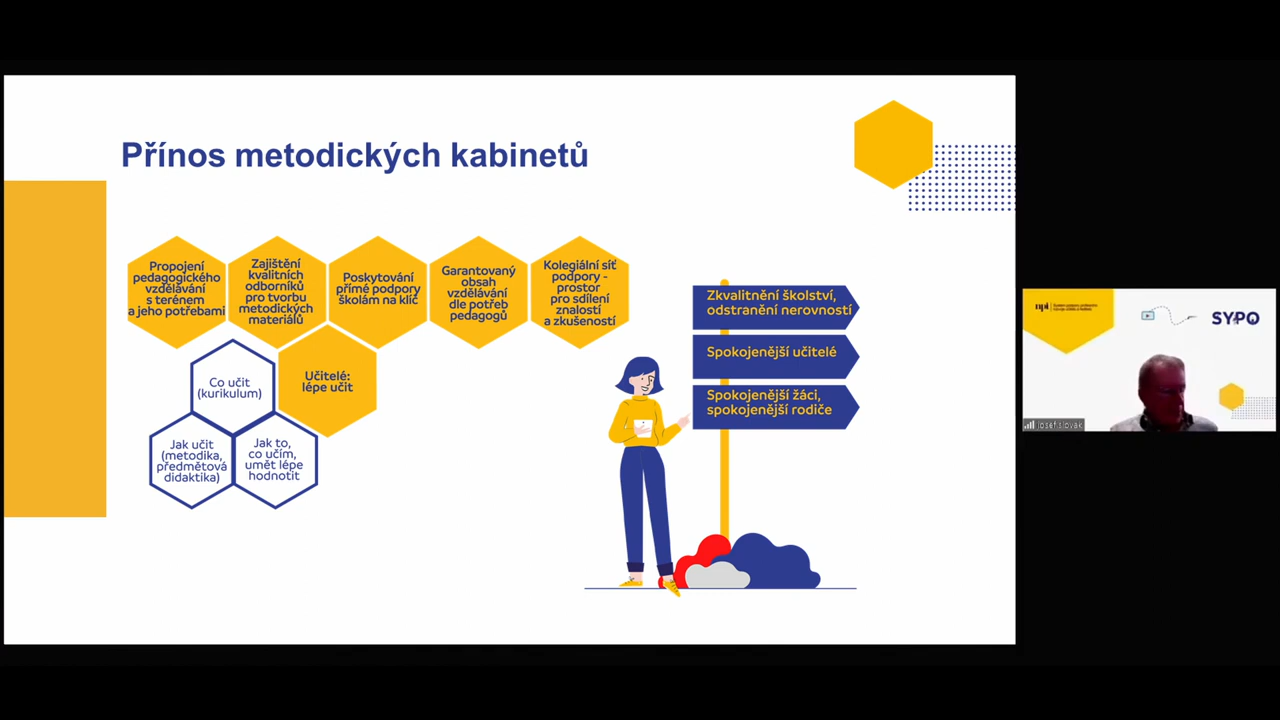 Přínos metodických kabinetů
Propojení
pedagogického
vzdělávání
s terénem
a jeho potřebami
Zajištění
kvalitních
odborníků
pro tvorbu
metodických
materiálů
Poskytování
přímé podpory
školám na klíč
Garantovaný
obsah
vzdělávání
dle potřeb
pedagogů
Kolegiální síť
podpory -
prostor
pro sdílení
znalostí
a zkušeností
Co učit
(kurikulum)
Učitelé:
lépe učit
Jak učit
(metodika,
předmětová
didaktika)
Jak to,
co učím,
umět lépe
hodnotit
Zkvalitnění školství,
odstranění nerovností
Spokojenější učitelé
Spokojenější žáci,
spokojenější rodiče
npi
SYPO
josef.slovak